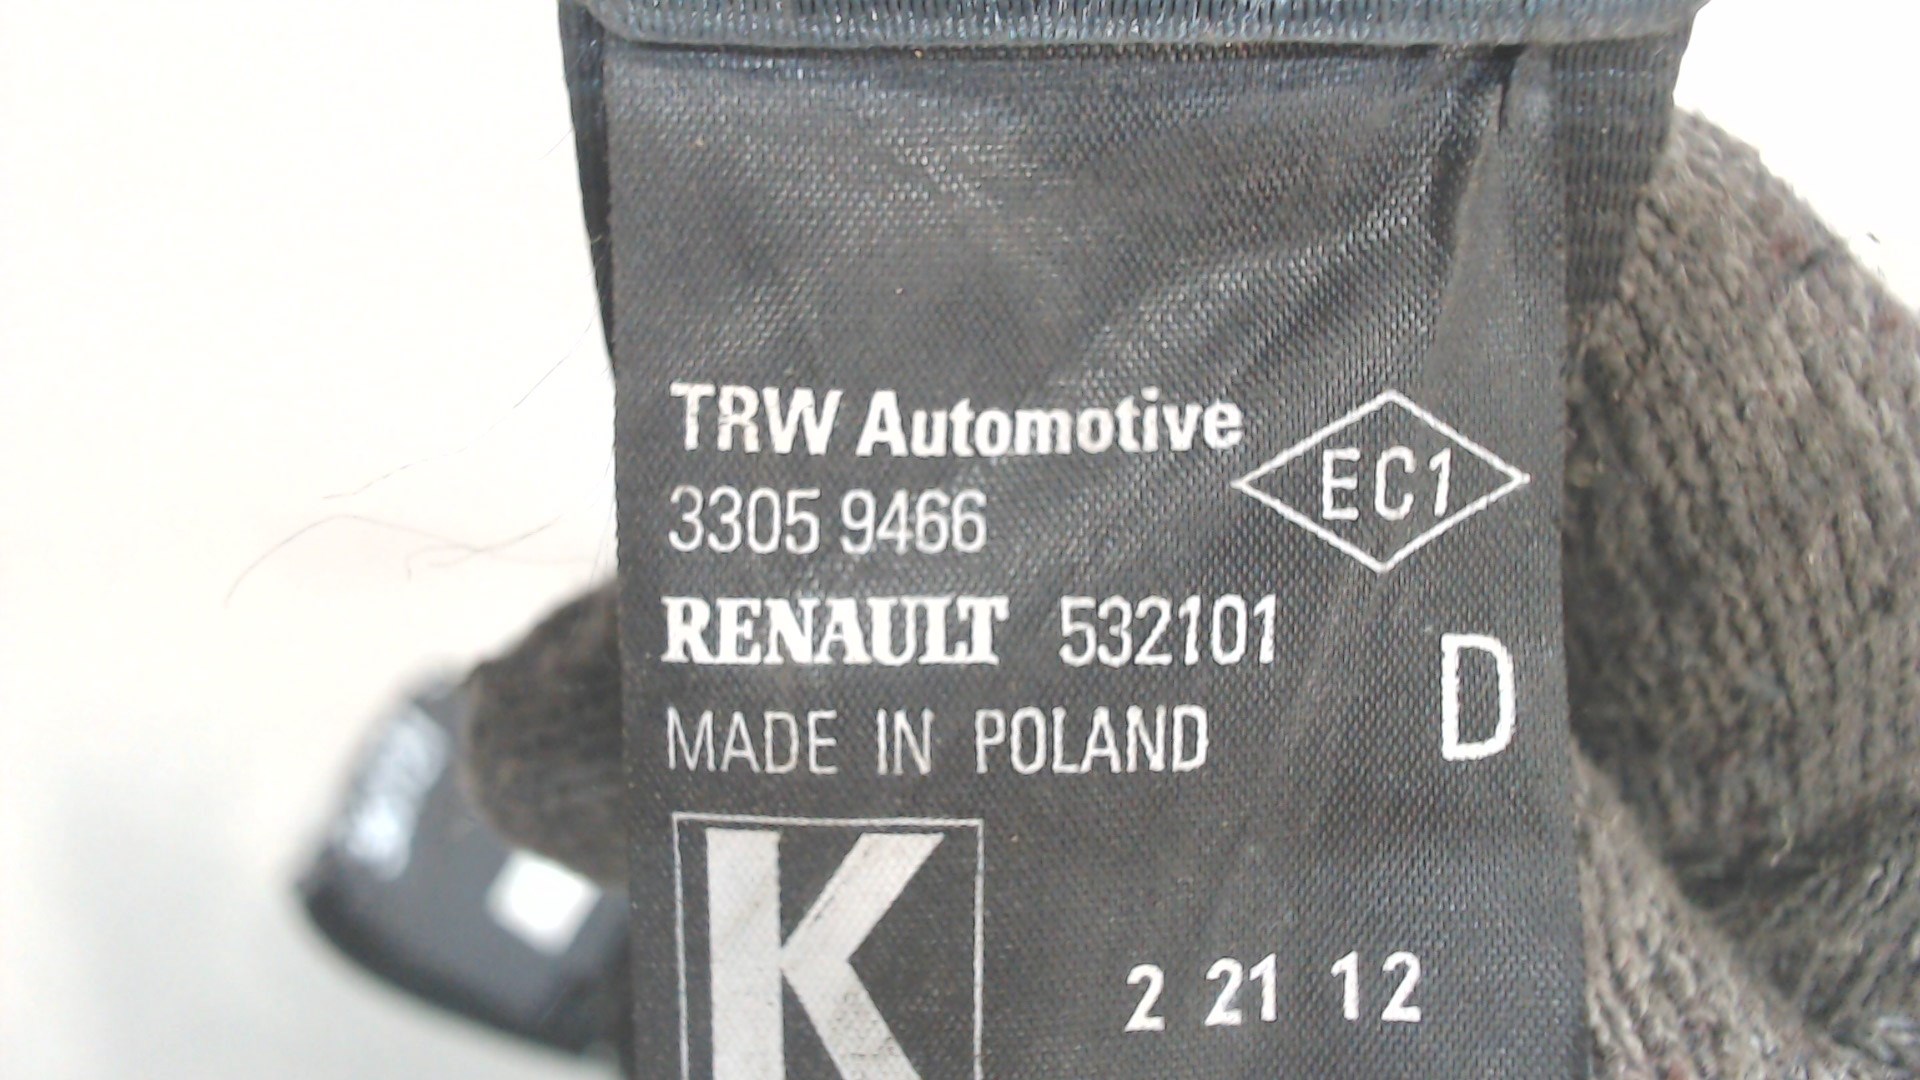 TRW Automotive
EC1
3305 9466
RENAULT 532101
D
MADE IN POLAND
K
2 21 12